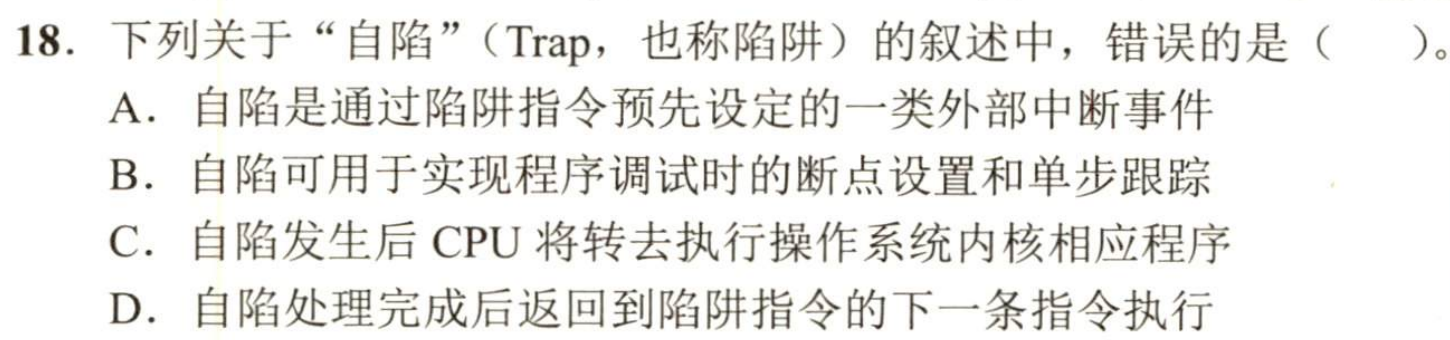 18. 下列关于“自陷”（Trap，也称陷阱）的叙述中，错误的是（　　）。
A. 自陷是通过陷阱指令预先设定的一类外部中断事件
B. 自陷可用于实现程序调试时的断点设置和单步跟踪
C. 自陷发生后 CPU 将转去执行操作系统内核相应程序
D. 自陷处理完成后返回到陷阱指令的下一条指令执行